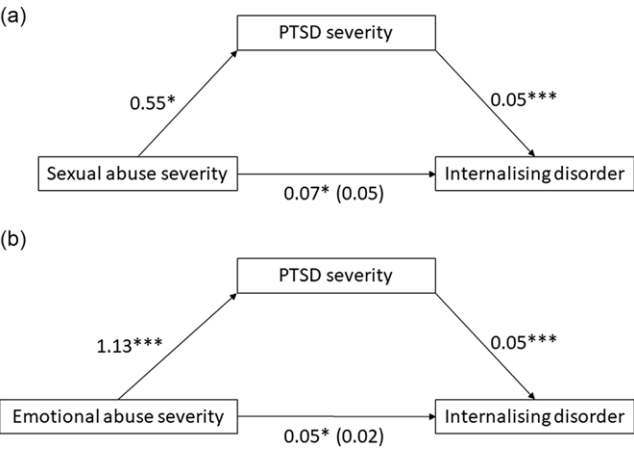 (a)
PTSD severity
0.55*
0.05***
Sexual abuse severity
Internalising disorder
0.07* (0.05)
(b)
PTSD severity
1.13***
0.05***
Emotional abuse severity
Internalising disorder
0.05* (0.02)